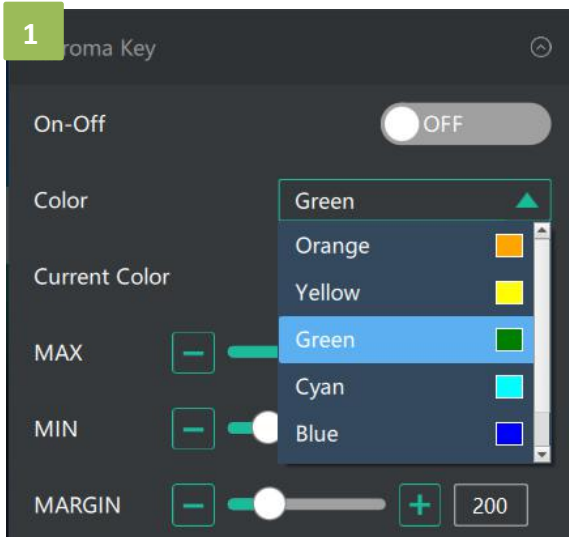 1
roma Key
On-Off OFF
Color Green
Orange
Current Color
Yellow
Green
MAX
Cyan
MIN
Blue
MARGIN 200